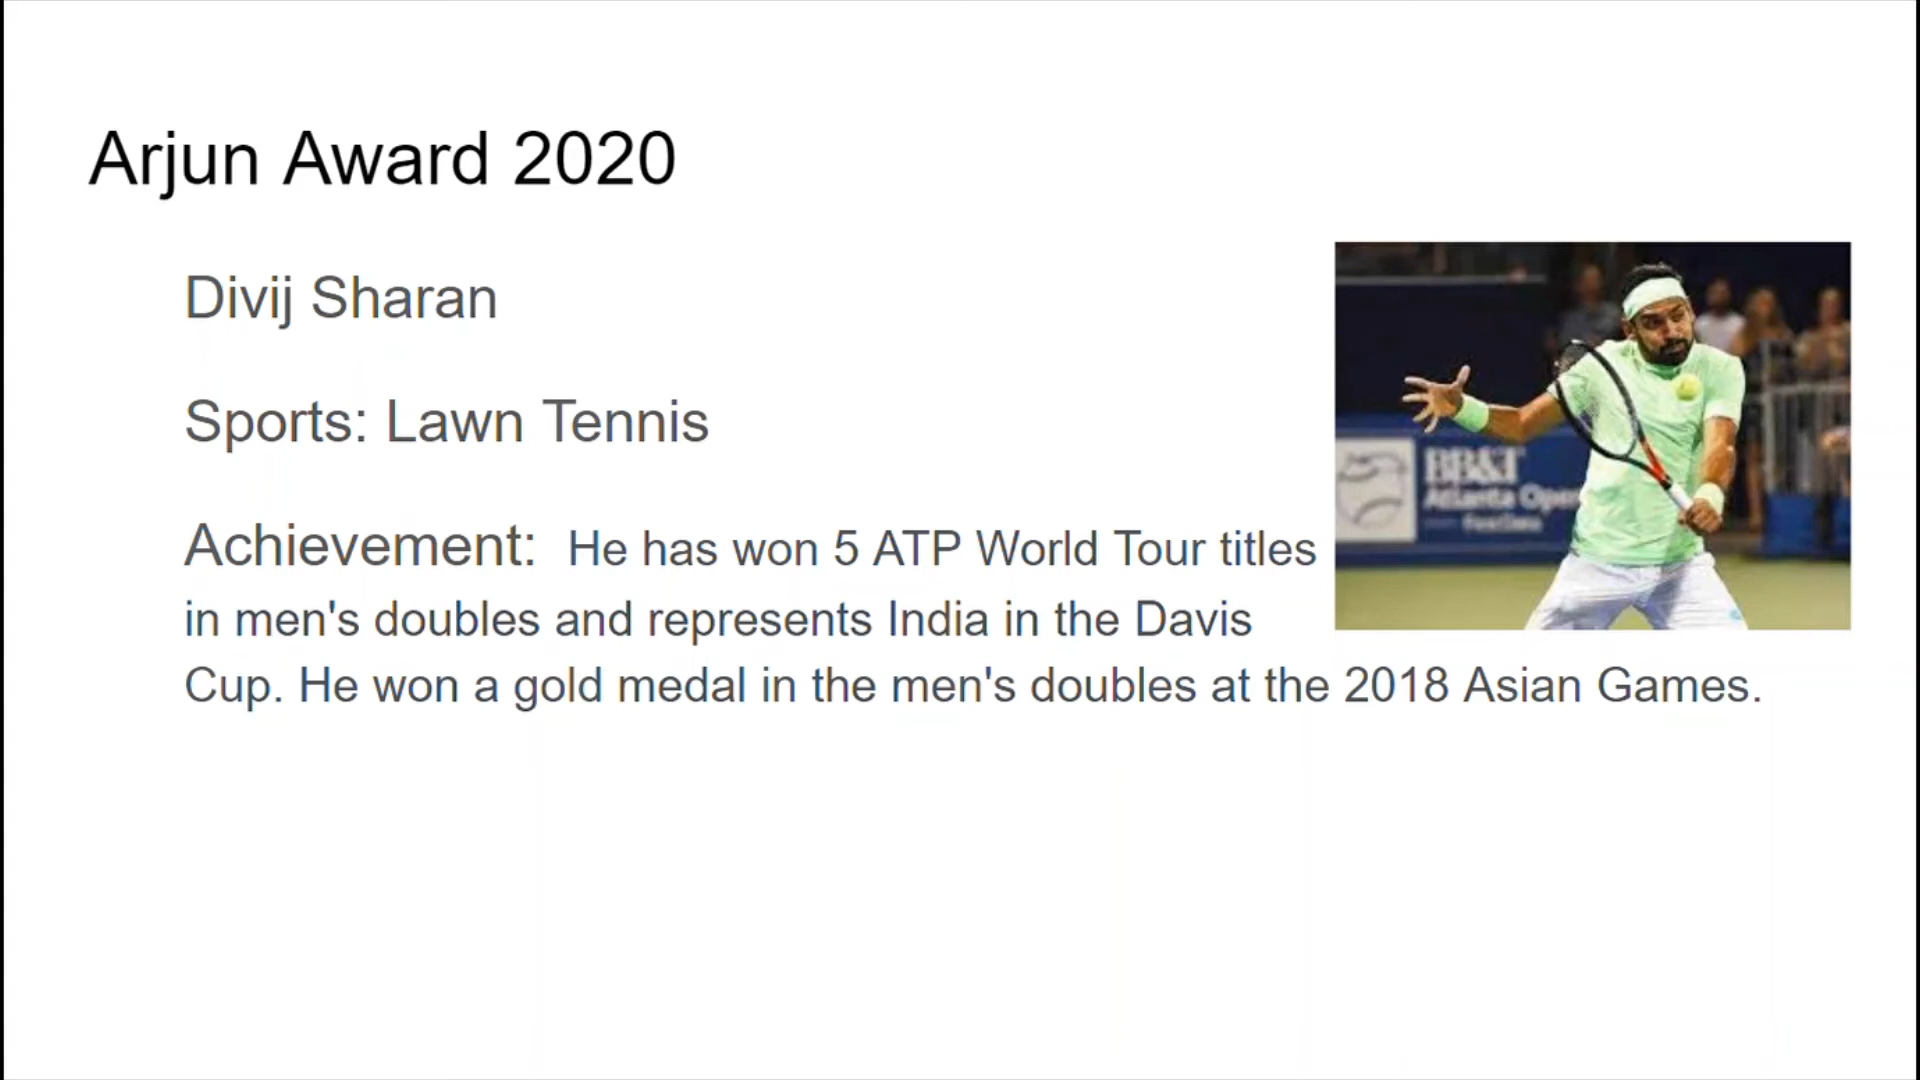 Arjun Award 2020
Divij Sharan
Sports: Lawn Tennis
Achievement: He has won 5 ATP World Tour titles
in men's doubles and represents India in the Davis
Cup. He won a gold medal in the men's doubles at the 2018 Asian Games.
BB&T
Atlanta Open